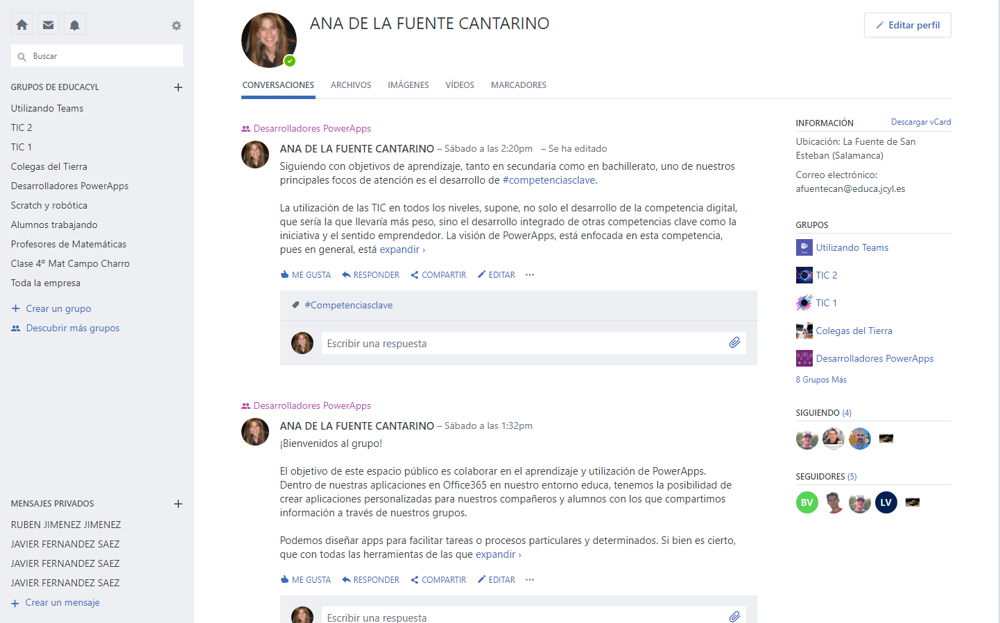 Buscar
GRUPOS DE EDUCACYL
Utilizando Teams
TIC 2
TIC 1
Colegas del Tierra
Desarrolladores PowerApps
Scratch y robótica
Alumnos trabajando
Profesores de Matemáticas
Clase 4º Mat Campo Charro
Toda la empresa
Crear un grupo
Descubrir más grupos
MENSAJES PRIVADOS
RUBEN JIMENEZ JIMENEZ
JAVIER FERNANDEZ SAEZ
JAVIER FERNANDEZ SAEZ
JAVIER FERNANDEZ SAEZ
Crear un mensaje
ANA DE LA FUENTE CANTARINO
Editar perfil
CONVERSACIONES ARCHIVOS IMÁGENES VÍDEOS MARCADORES
Desarrolladores PowerApps
ANA DE LA FUENTE CANTARINO – Sábado a las 2:20pm – Se ha editado
Siguiendo con objetivos de aprendizaje, tanto en secundaria como en bachillerato, uno de nuestros
principales focos de atención es el desarrollo de #competenciasclave.
La utilización de las TIC en todos los niveles, supone, no solo el desarrollo de la competencia digital,
que sería la que llevaría más peso, sino el desarrollo integrado de otras competencias clave como la
iniciativa y el sentido emprendedor. La visión de PowerApps, está enfocada en esta competencia,
pues en general, está expandir ›
ME GUSTA RESPONDER COMPARTIR EDITAR •••
#Competenciasclave
Escribir una respuesta
Desarrolladores PowerApps
ANA DE LA FUENTE CANTARINO – Sábado a las 1:32pm
¡Bienvenidos al grupo!
El objetivo de este espacio público es colaborar en el aprendizaje y utilización de PowerApps.
Dentro de nuestras aplicaciones en Office365 en nuestro entorno educa, tenemos la posibilidad de
crear aplicaciones personalizadas para nuestros compañeros y alumnos con los que compartimos
información a través de nuestros grupos.
Podemos diseñar apps para facilitar tareas o procesos particulares y determinados. Si bien es cierto,
que con todas las herramientas de las que expandir ›
ME GUSTA RESPONDER COMPARTIR EDITAR •••
Escribir una respuesta
INFORMACIÓN Descargar vCard
Ubicación: La Fuente de San
Esteban (Salamanca)
Correo electrónico:
afuentecan@educa.jcyl.es
GRUPOS
Utilizando Teams
TIC 2
TIC 1
Colegas del Tierra
Desarrolladores PowerApps
8 Grupos Más
SIGUIENDO (4)
SEGUIDORES (5)
BV LV